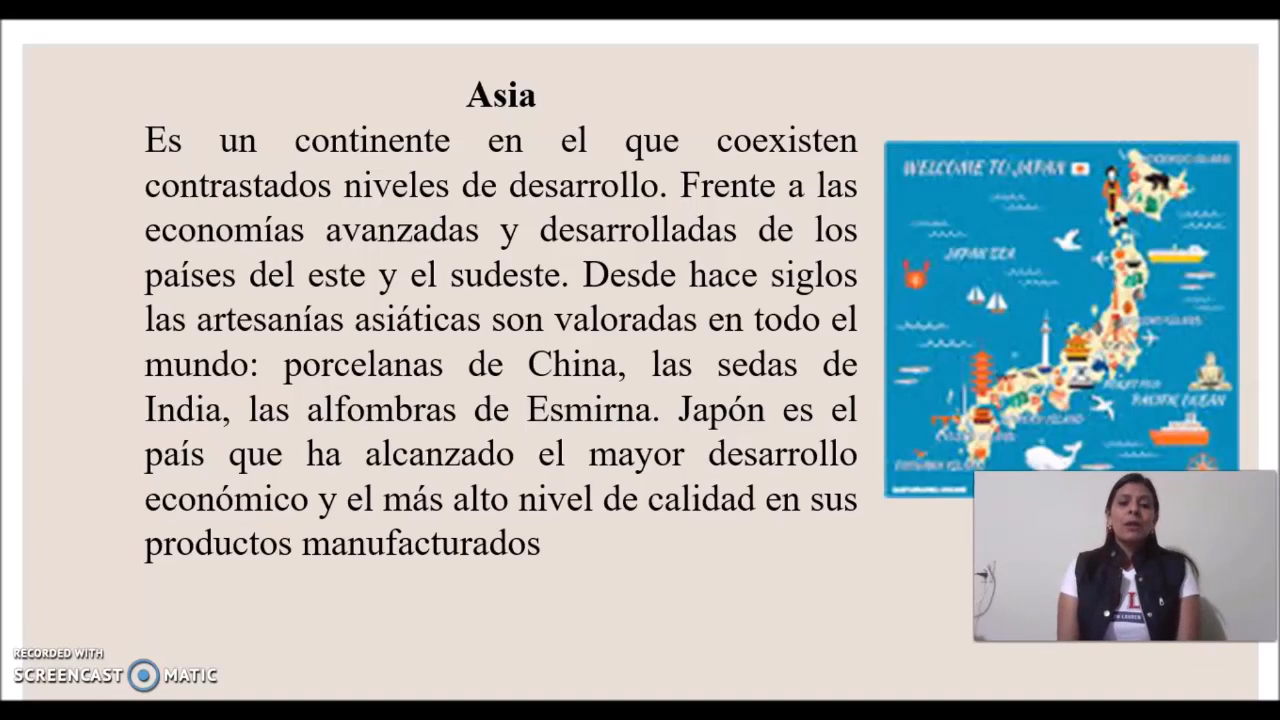 Asia
Es un continente en el que coexisten
contrastados niveles de desarrollo. Frente a las
economías avanzadas y desarrolladas de los
países del este y el sudeste. Desde hace siglos
las artesanías asiáticas son valoradas en todo el
mundo: porcelanas de China, las sedas de
India, las alfombras de Esmirna. Japón es el
país que ha alcanzado el mayor desarrollo
económico y el más alto nivel de calidad en sus
productos manufacturados
WELCOME TO JAPAN
JAPAN SEA
PACIFIC OCEAN
L
LAUREN
RECORDED WITH
SCREENCAST MATIC